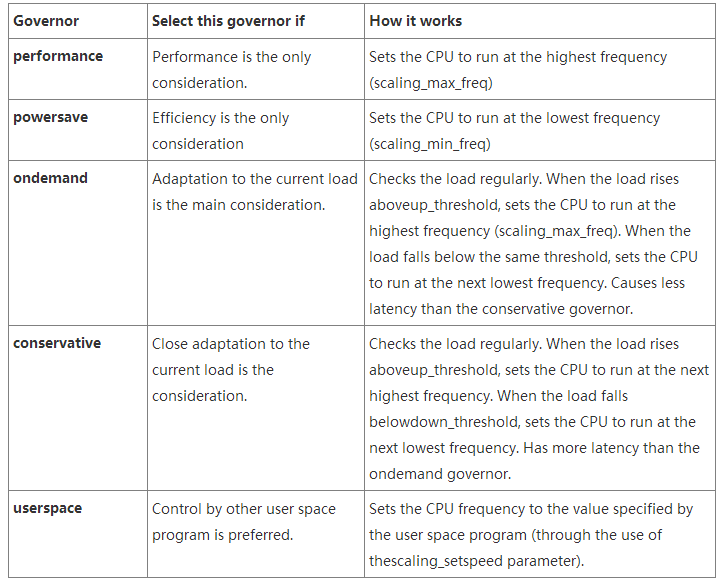 Governor
Select this governor if
How it works
performance
Performance is the only
consideration.
Sets the CPU to run at the highest frequency
(scaling_max_freq)
powersave
Efficiency is the only
consideration
Sets the CPU to run at the lowest frequency
(scaling_min_freq)
ondemand
Adaptation to the current load
is the main consideration.
Checks the load regularly. When the load rises
aboveup_threshold, sets the CPU to run at the
highest frequency (scaling_max_freq). When the
load falls below the same threshold, sets the CPU
to run at the next lowest frequency. Causes less
latency than the conservative governor.
conservative
Close adaptation to the
current load is the
consideration.
Checks the load regularly. When the load rises
aboveup_threshold, sets the CPU to run at the next
highest frequency. When the load falls
belowdown_threshold, sets the CPU to run at the
next lowest frequency. Has more latency than the
ondemand governor.
userspace
Control by other user space
program is preferred.
Sets the CPU frequency to the value specified by
the user space program (through the use of
thescaling_setspeed parameter).